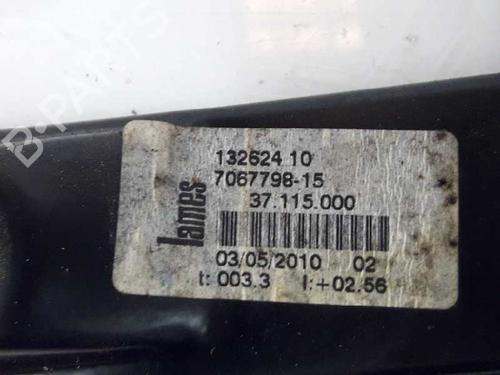 132624 10
7067798-15
37.115.000
lames
03/05/2010 02
t: 003.3 l:+02.56
B-PARTS